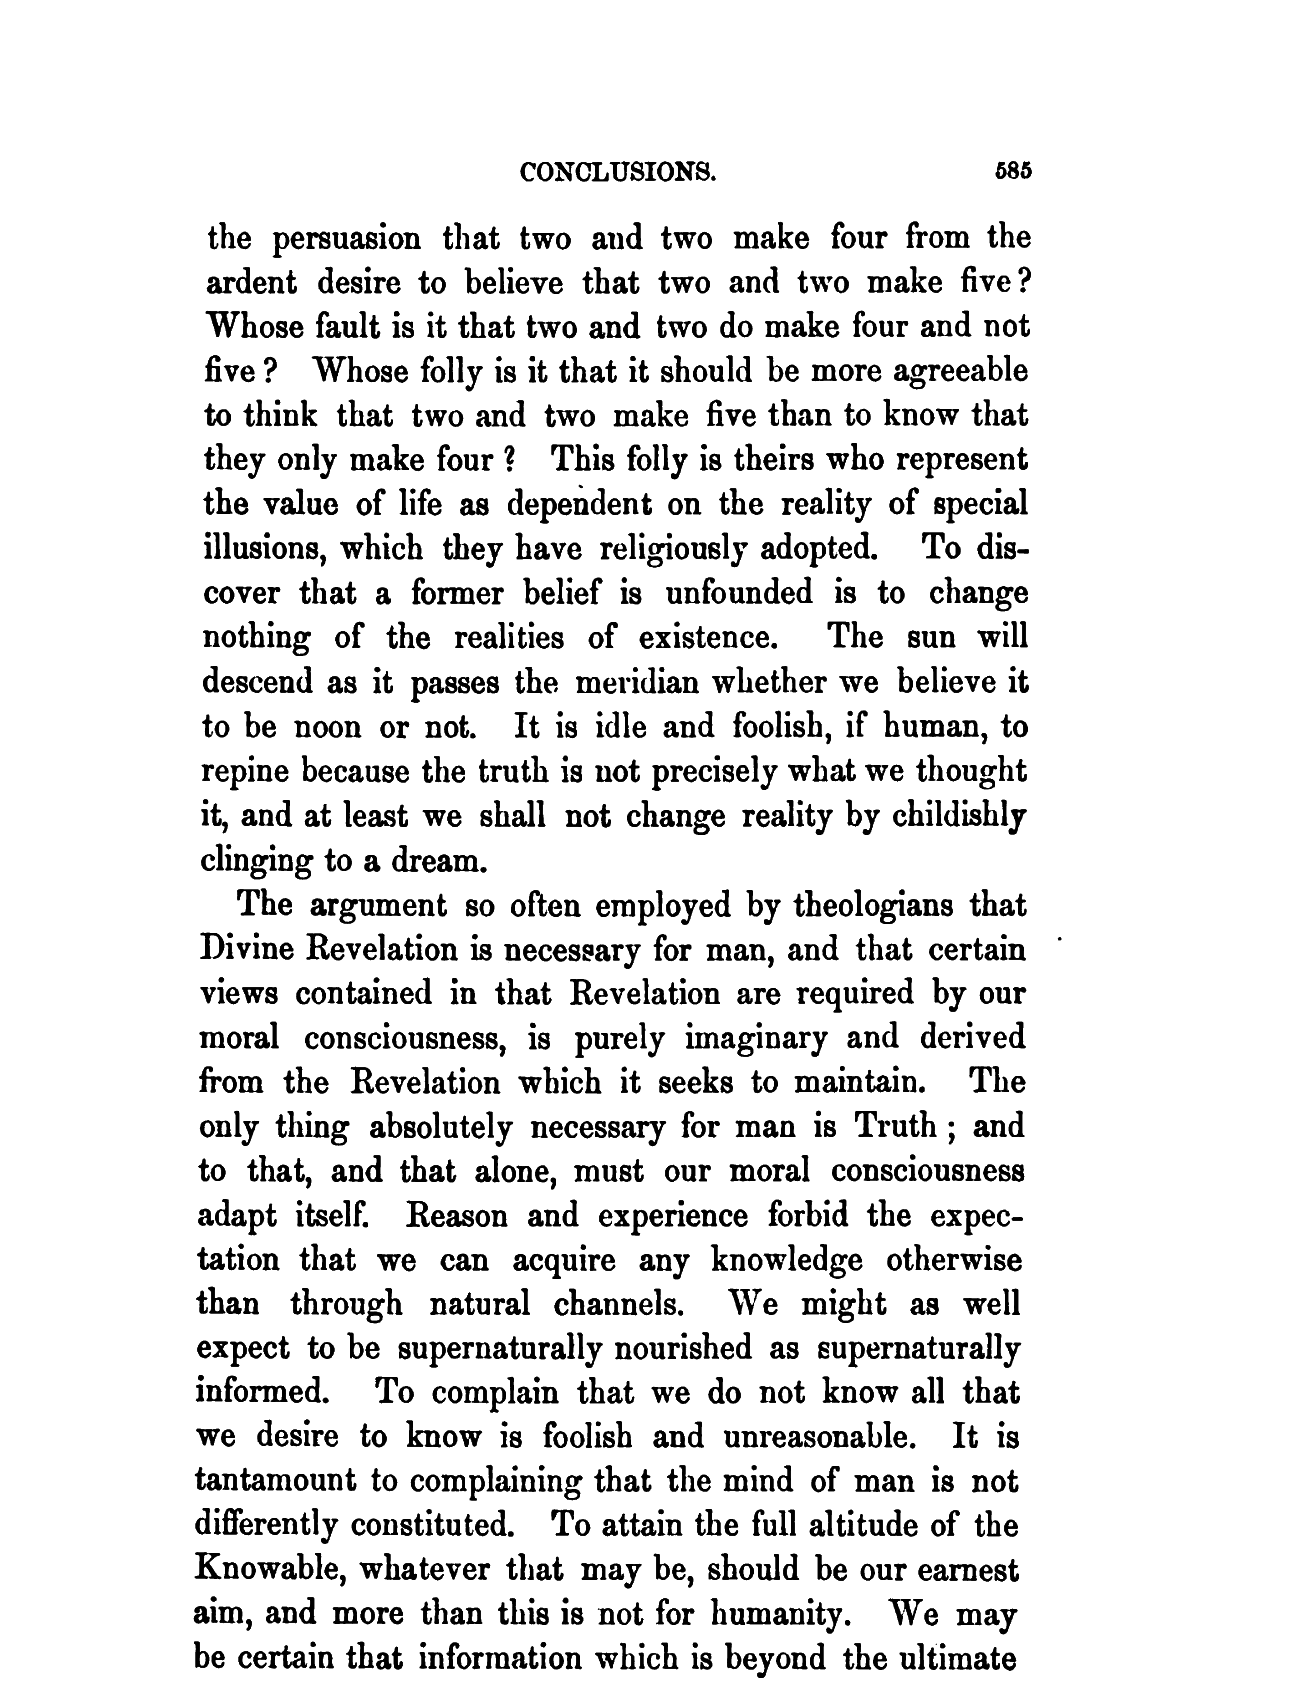 CONCLUSIONS. 585
the persuasion that two and two make four from the
ardent desire to believe that two and two make five?
Whose fault is it that two and two do make four and not
five? Whose folly is it that it should be more agreeable
to think that two and two make five than to know that
they only make four? This folly is theirs who represent
the value of life as dependent on the reality of special
illusions, which they have religiously adopted. To dis-
cover that a former belief is unfounded is to change
nothing of the realities of existence. The sun will
descend as it passes the meridian whether we believe it
to be noon or not. It is idle and foolish, if human, to
repine because the truth is not precisely what we thought
it, and at least we shall not change reality by childishly
clinging to a dream.
The argument so often employed by theologians that
Divine Revelation is necessary for man, and that certain
views contained in that Revelation are required by our
moral consciousness, is purely imaginary and derived
from the Revelation which it seeks to maintain. The
only thing absolutely necessary for man is Truth; and
to that, and that alone, must our moral consciousness
adapt itself. Reason and experience forbid the expec-
tation that we can acquire any knowledge otherwise
than through natural channels. We might as well
expect to be supernaturally nourished as supernaturally
informed. To complain that we do not know all that
we desire to know is foolish and unreasonable. It is
tantamount to complaining that the mind of man is not
differently constituted. To attain the full altitude of the
Knowable, whatever that may be, should be our earnest
aim, and more than this is not for humanity. We may
be certain that information which is beyond the ultimate